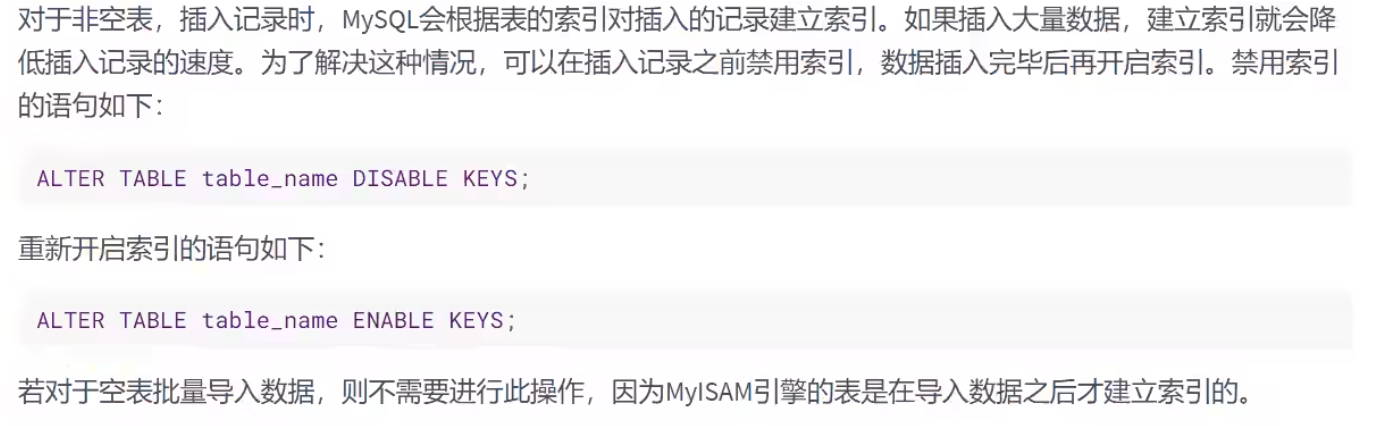 对于非空表，插入记录时，MySQL会根据表的索引对插入的记录建立索引。如果插入大量数据，建立索引就会降
低插入记录的速度。为了解决这种情况，可以在插入记录之前禁用索引，数据插入完毕后再开启索引。禁用索引
的语句如下：
ALTER TABLE table_name DISABLE KEYS;
重新开启索引的语句如下：
ALTER TABLE table_name ENABLE KEYS;
若对于空表批量导入数据，则不需要进行此操作，因为MyISAM引擎的表是在导入数据之后才建立索引的。